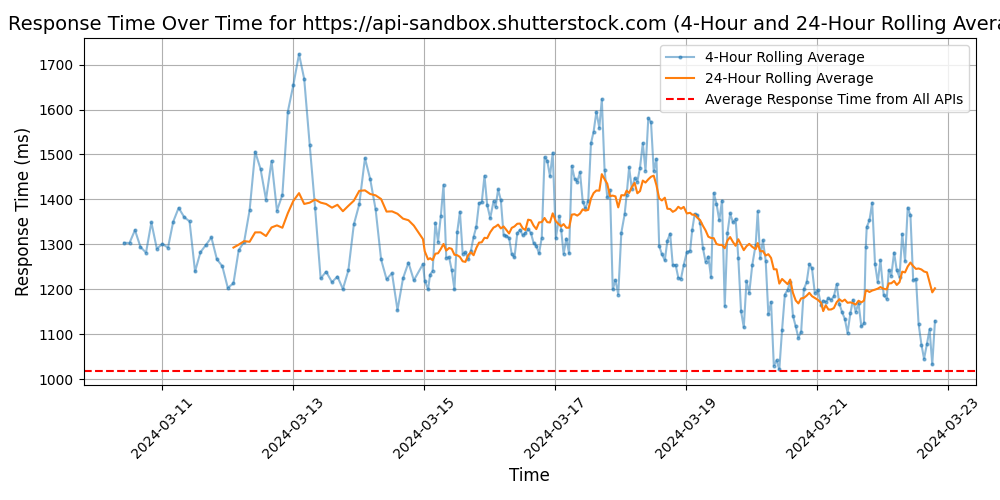 Response Time Over Time for https://api-sandbox.shutterstock.com (4-Hour and 24-Hour Rolling Avera
4-Hour Rolling Average
24-Hour Rolling Average
Average Response Time from All APIs
Response Time (ms)
1700
1600
1500
1400
1300
1200
1100
1000
2024-03-11
2024-03-13
2024-03-15
2024-03-17
2024-03-19
2024-03-21
2024-03-23
Time